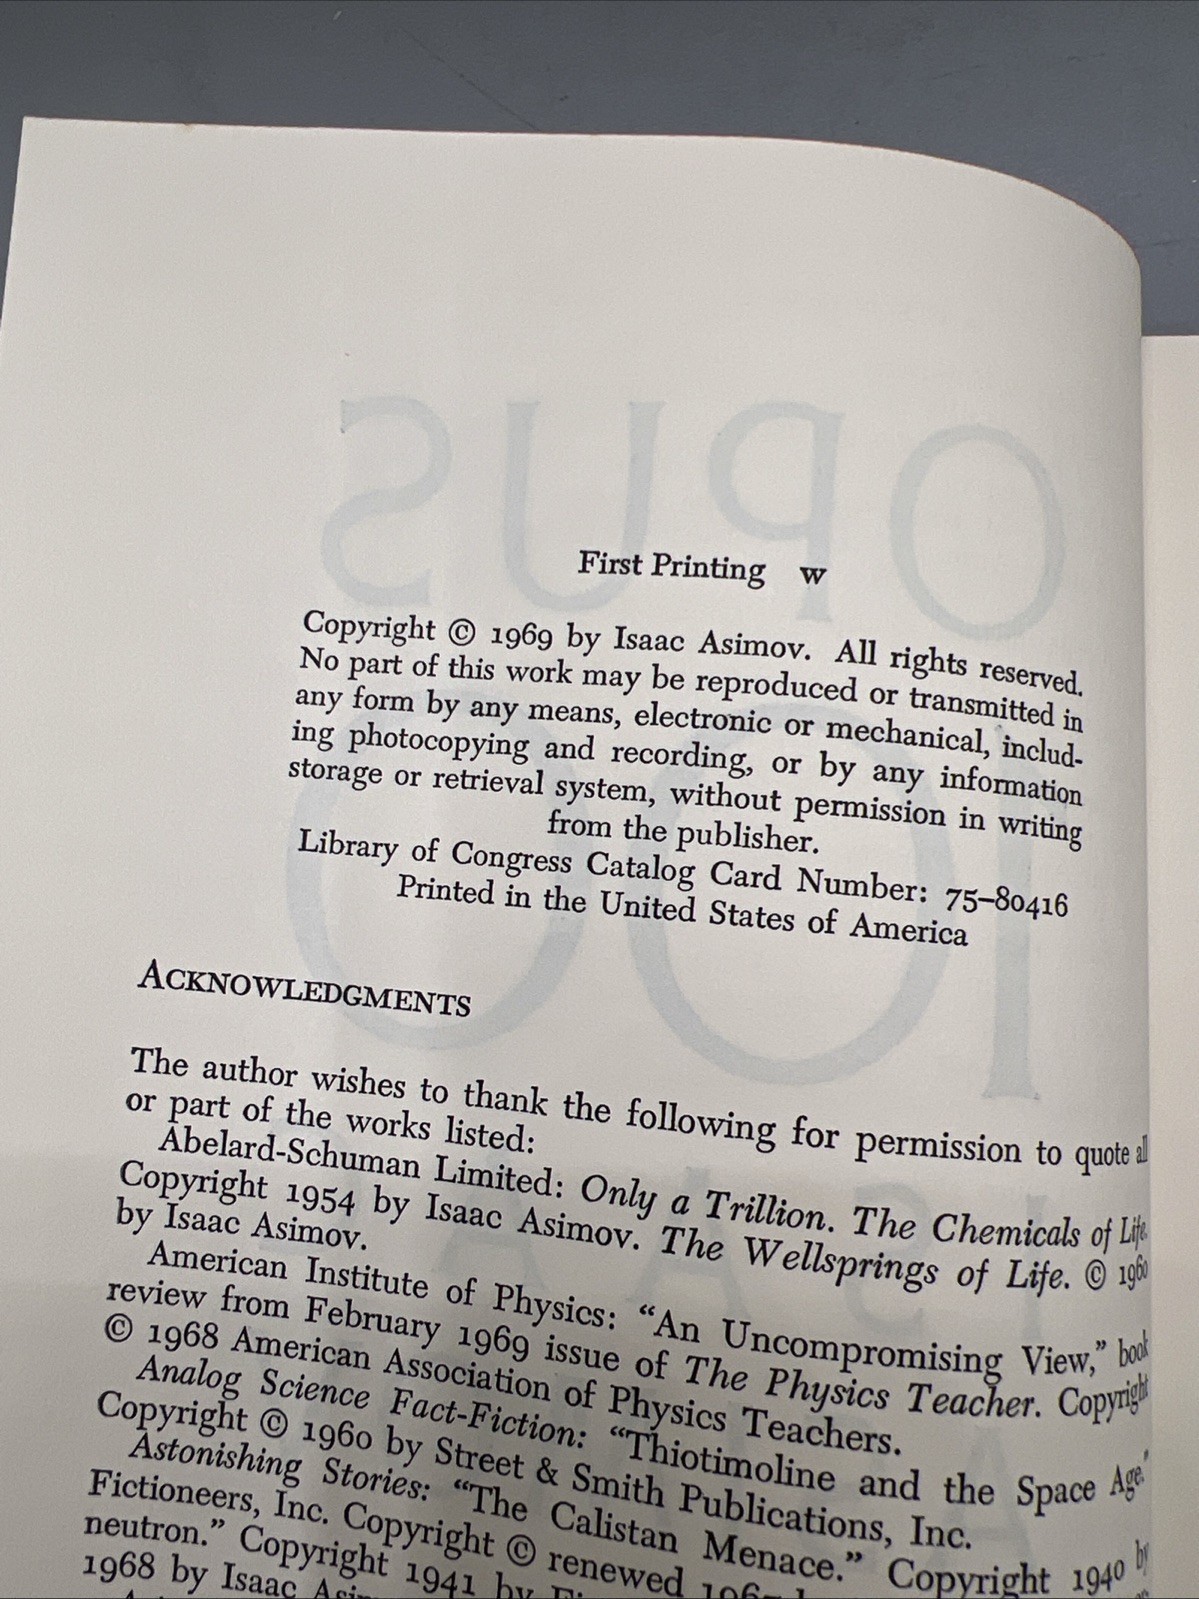 First Printing W
Copyright © 1969 by Isaac Asimov. All rights reserved.
No part of this work may be reproduced or transmitted in
any form by any means, electronic or mechanical, includ-
ing photocopying and recording, or by any information
storage or retrieval system, without permission in writing
from the publisher.
Library of Congress Catalog Card Number: 75–80416
Printed in the United States of America
ACKNOWLEDGMENTS
The author wishes to thank the following for permission to quote all
or part of the works listed:
Abelard-Schuman Limited: Only a Trillion. The Chemicals of Life.
Copyright 1954 by Isaac Asimov. The Wellsprings of Life. © 1960
by Isaac Asimov.
American Institute of Physics: “An Uncompromising View,” book
review from February 1969 issue of The Physics Teacher. Copyright
© 1968 American Association of Physics Teachers.
Analog Science Fact-Fiction: “Thiotimoline and the Space Age.”
Copyright © 1960 by Street & Smith Publications, Inc.
Astonishing Stories: “The Calistan Menace.” Copyright 1940 by
Fictioneers, Inc. Copyright © renewed
neutron.” Copyright 1941 by
1968 by Isaac